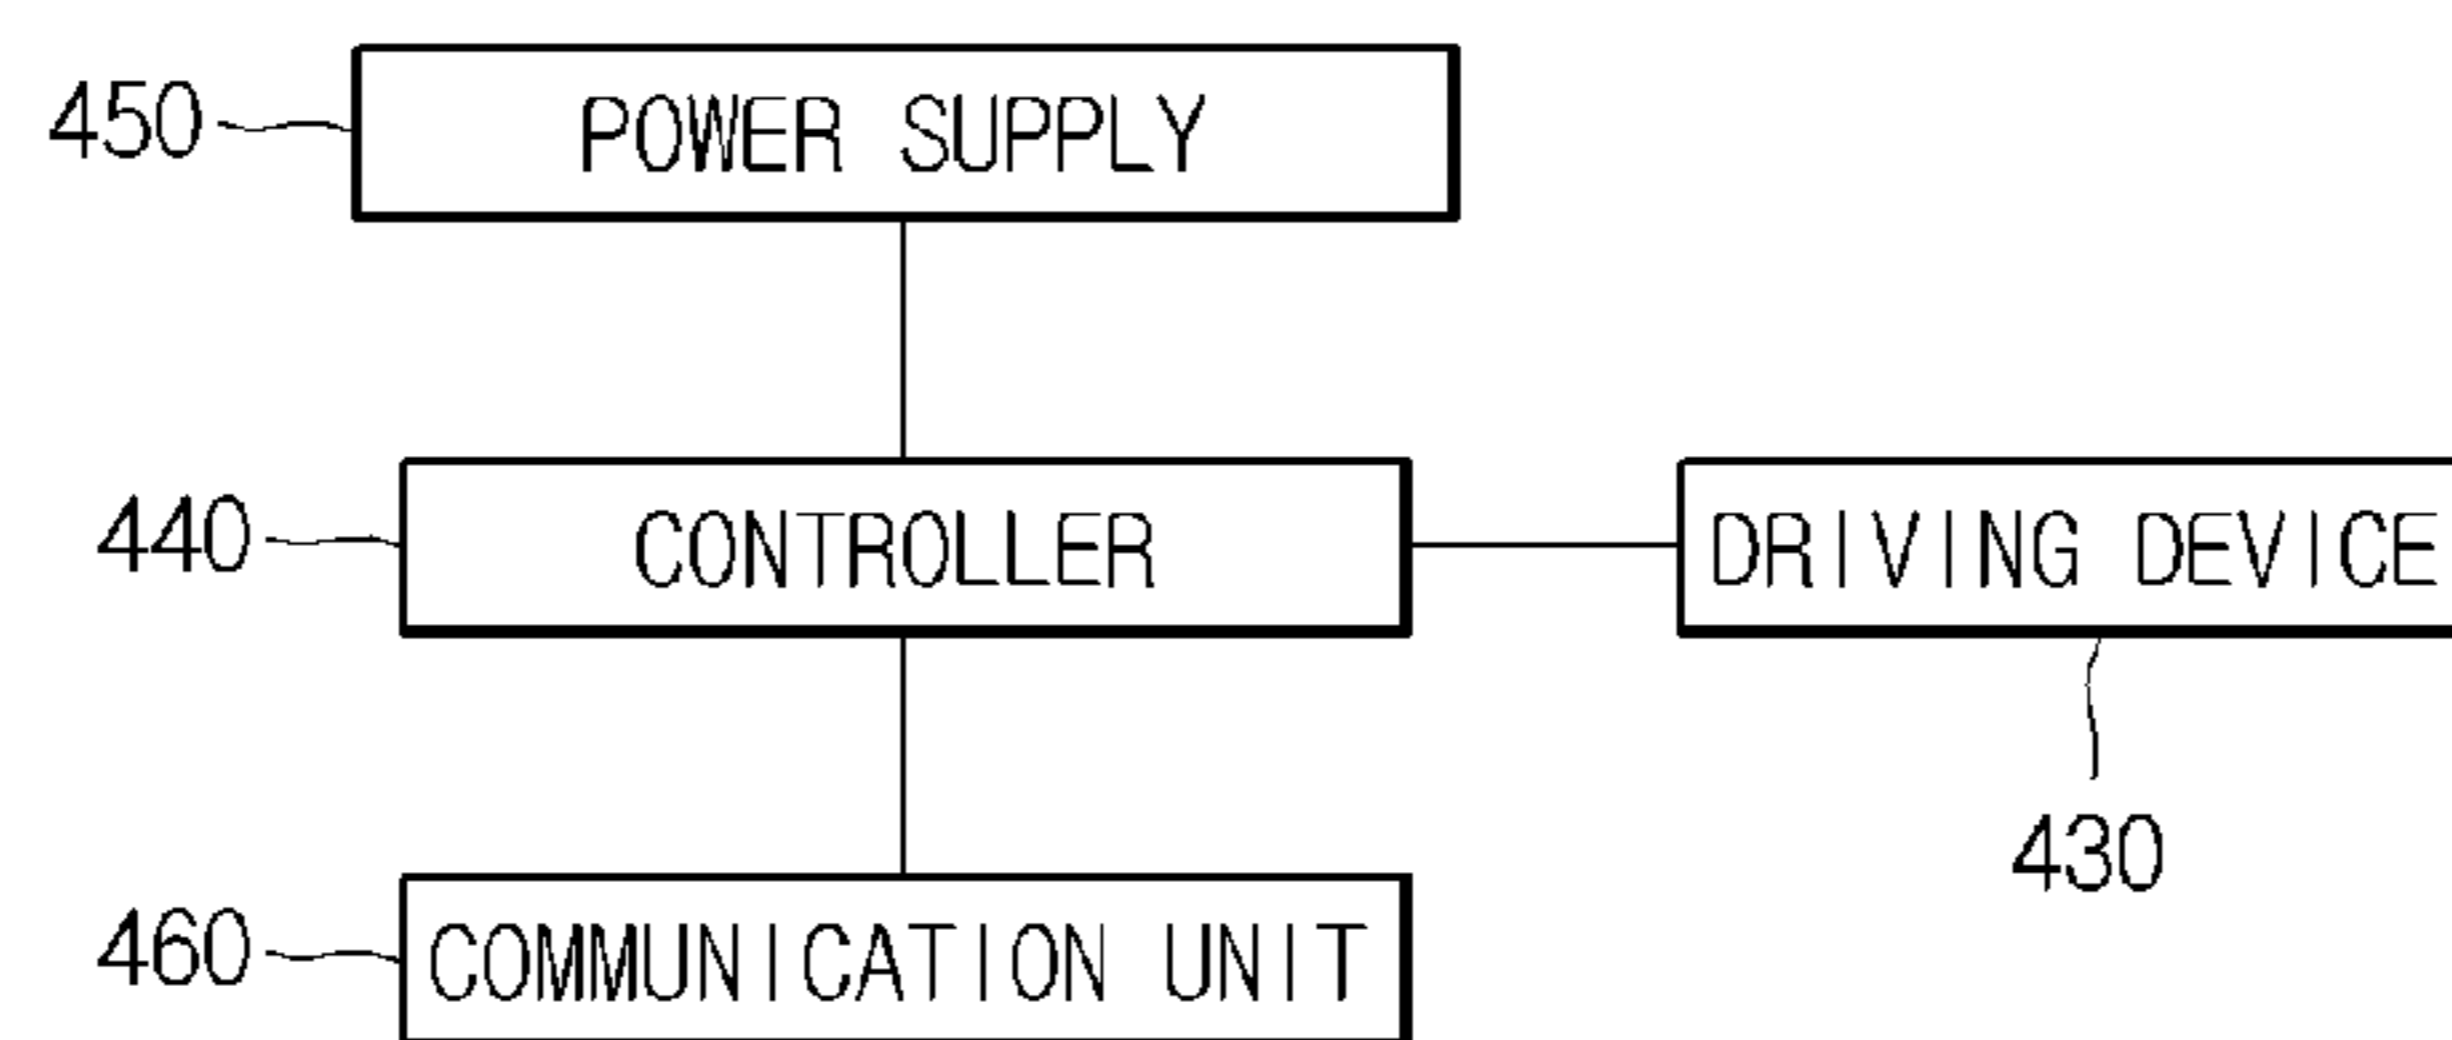 450 POWER SUPPLY
440 CONTROLLER DRIVING DEVICE
430
460 COMMUNICATION UNIT